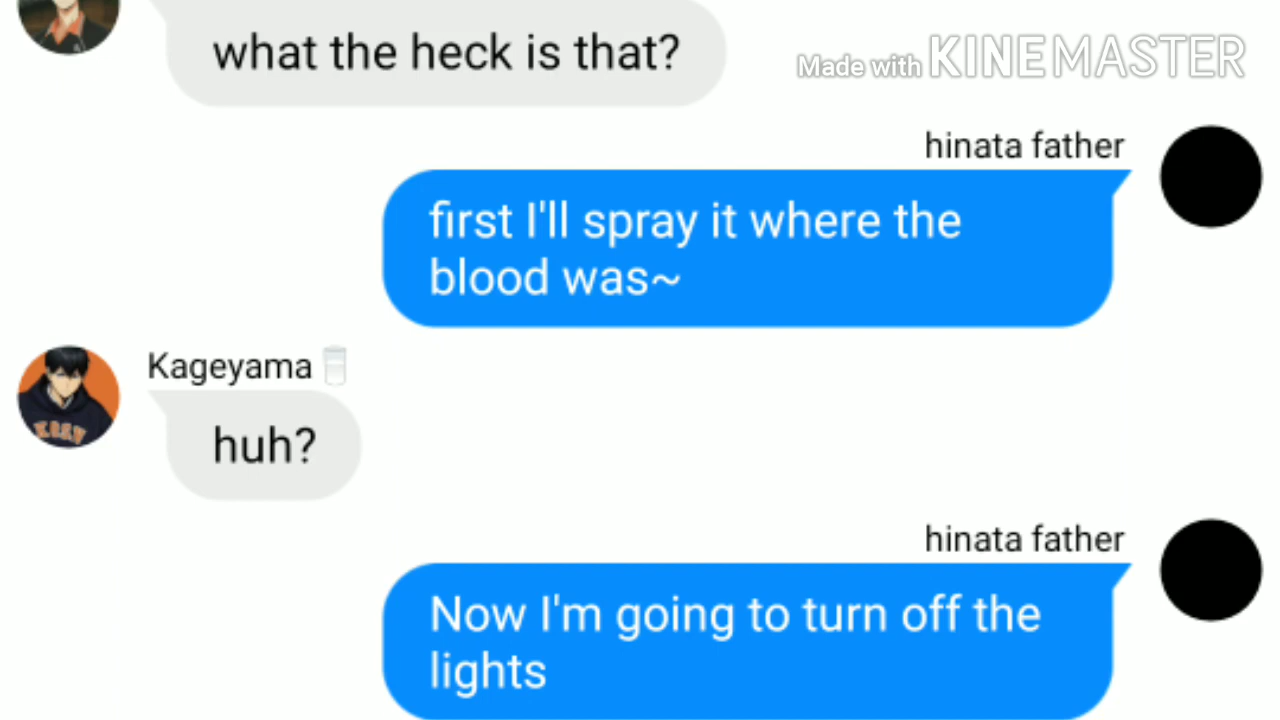 what the heck is that?
Made with KINEMASTER
hinata father
first I'll spray it where the
blood was~
Kageyama🥛
huh?
hinata father
Now I'm going to turn off the
lights